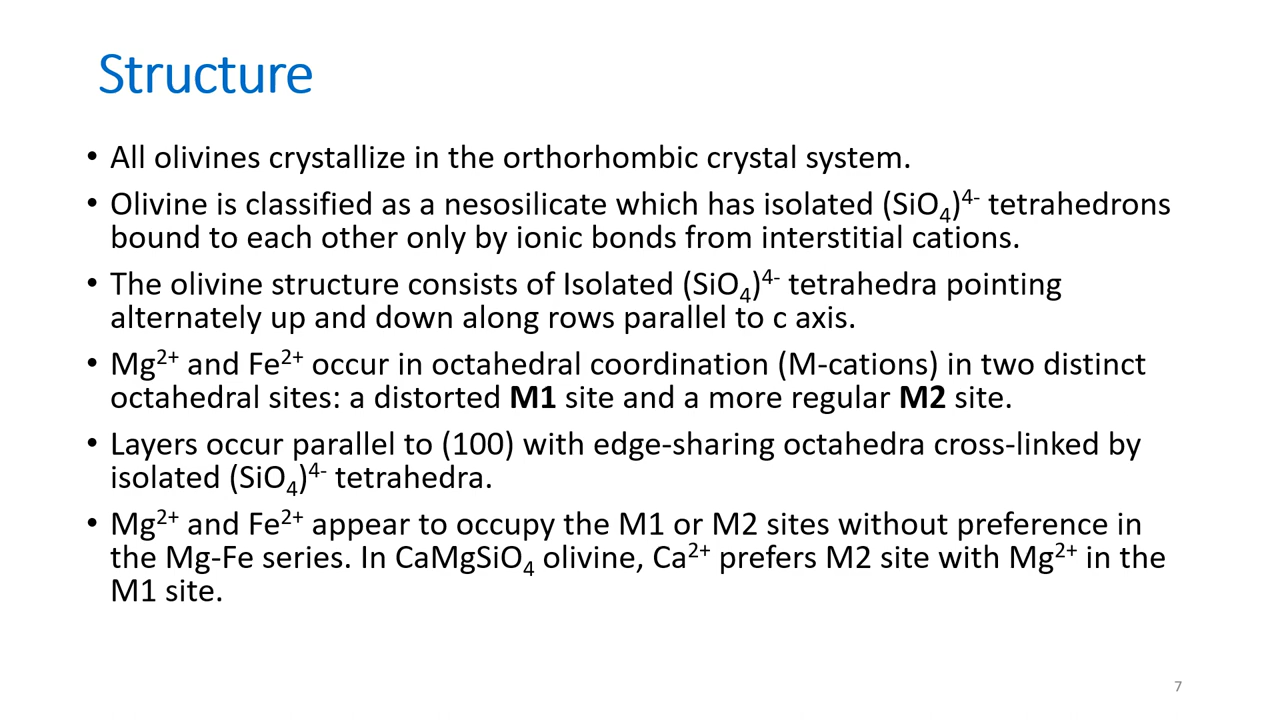 Structure
• All olivines crystallize in the orthorhombic crystal system.
• Olivine is classified as a nesosilicate which has isolated (SiO₄)⁴⁻ tetrahedrons
bound to each other only by ionic bonds from interstitial cations.
• The olivine structure consists of Isolated (SiO₄)⁴⁻ tetrahedra pointing
alternately up and down along rows parallel to c axis.
• Mg²⁺ and Fe²⁺ occur in octahedral coordination (M-cations) in two distinct
octahedral sites: a distorted M1 site and a more regular M2 site.
• Layers occur parallel to (100) with edge-sharing octahedra cross-linked by
isolated (SiO₄)⁴⁻ tetrahedra.
• Mg²⁺ and Fe²⁺ appear to occupy the M1 or M2 sites without preference in
the Mg-Fe series. In CaMgSiO₄ olivine, Ca²⁺ prefers M2 site with Mg²⁺ in the
M1 site.
7